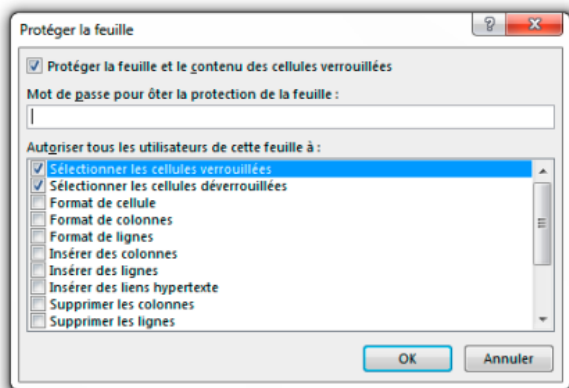 Protéger la feuille
Protéger la feuille et le contenu des cellules verrouillées
Mot de passe pour ôter la protection de la feuille :
Autoriser tous les utilisateurs de cette feuille à :
Sélectionner les cellules verrouillées
Sélectionner les cellules déverrouillées
Format de cellule
Format de colonnes
Format de lignes
Insérer des colonnes
Insérer des lignes
Insérer des liens hypertexte
Supprimer les colonnes
Supprimer les lignes
OK Annuler